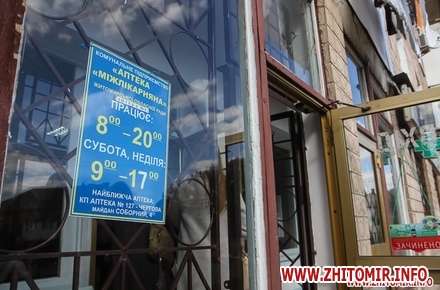 КОМУНАЛЬНЕ ПІДПРИЄМСТВО
«АПТЕКА
«МІЖЛІКАРНЯНА»
ПРАЦЮЄ:
8⁰⁰ – 20⁰⁰
СУБОТА, НЕДІЛЯ:
9⁰⁰ – 17⁰⁰
НАЙБЛИЖЧА АПТЕКА:
КП АПТЕКА № 127 - ЧЕРГОВА
МАЙДАН СОБОРНИЙ, 4
ЗАЧИНЕНО
WWW.ZHITOMIR.INFO